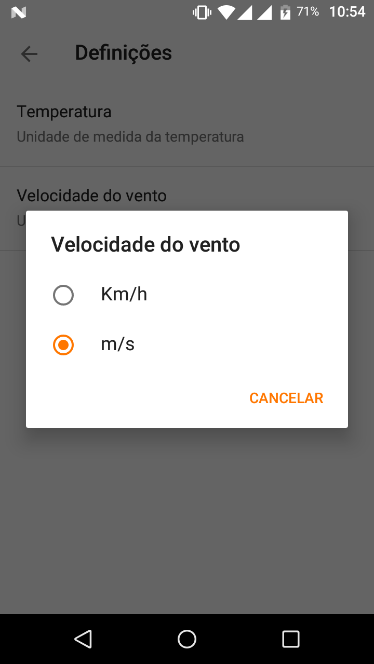 71% 10:54
Definições
Temperatura
Unidade de medida da temperatura
Velocidade do vento
Velocidade do vento
Km/h
m/s
CANCELAR